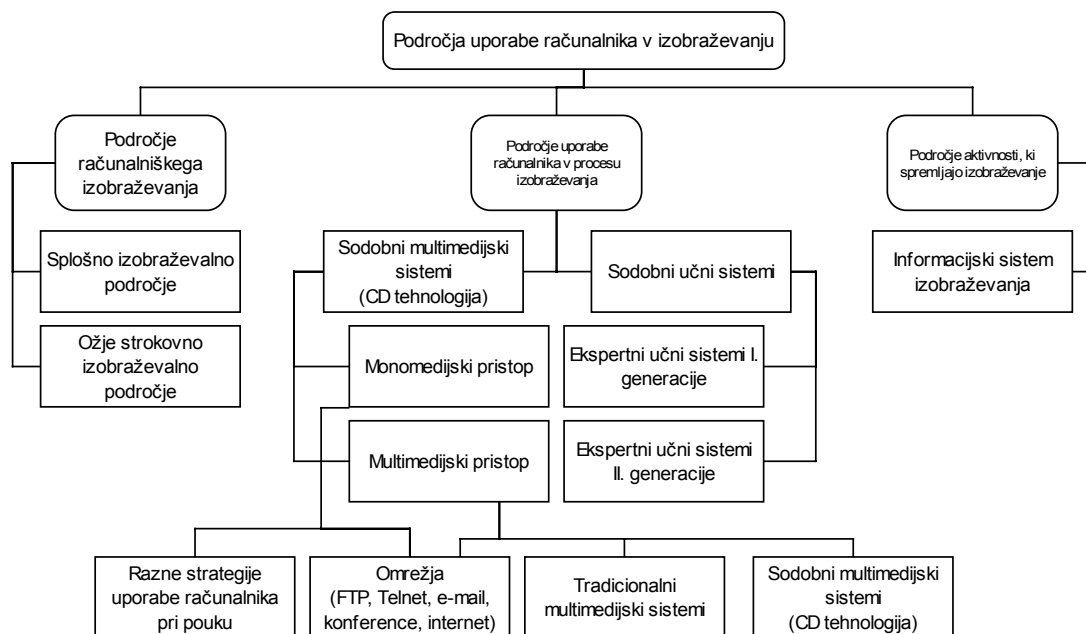 Področja uporabe računalnika v izobraževanju
Področje
računalniškega
izobraževanja
Področje uporabe
računalnika v procesu
izobraževanja
Področje aktivnosti, ki
spremljajo izobraževanje
Splošno izobraževalno
področje
Sodobni multimedijski
sistemi
(CD tehnologija)
Sodobni učni sistemi
Informacijski sistem
izobraževanja
Ožje strokovno
izobraževalno
področje
Monomedijski pristop
Ekspertni učni sistemi I.
generacije
Multimedijski pristop
Ekspertni učni sistemi
II. generacije
Razne strategije
uporabe računalnika
pri pouku
Omrežja
(FTP, Telnet, e-mail,
konference, internet)
Tradicionalni
multimedijski sistemi
Sodobni multimedijski
sistemi
(CD tehnologija)